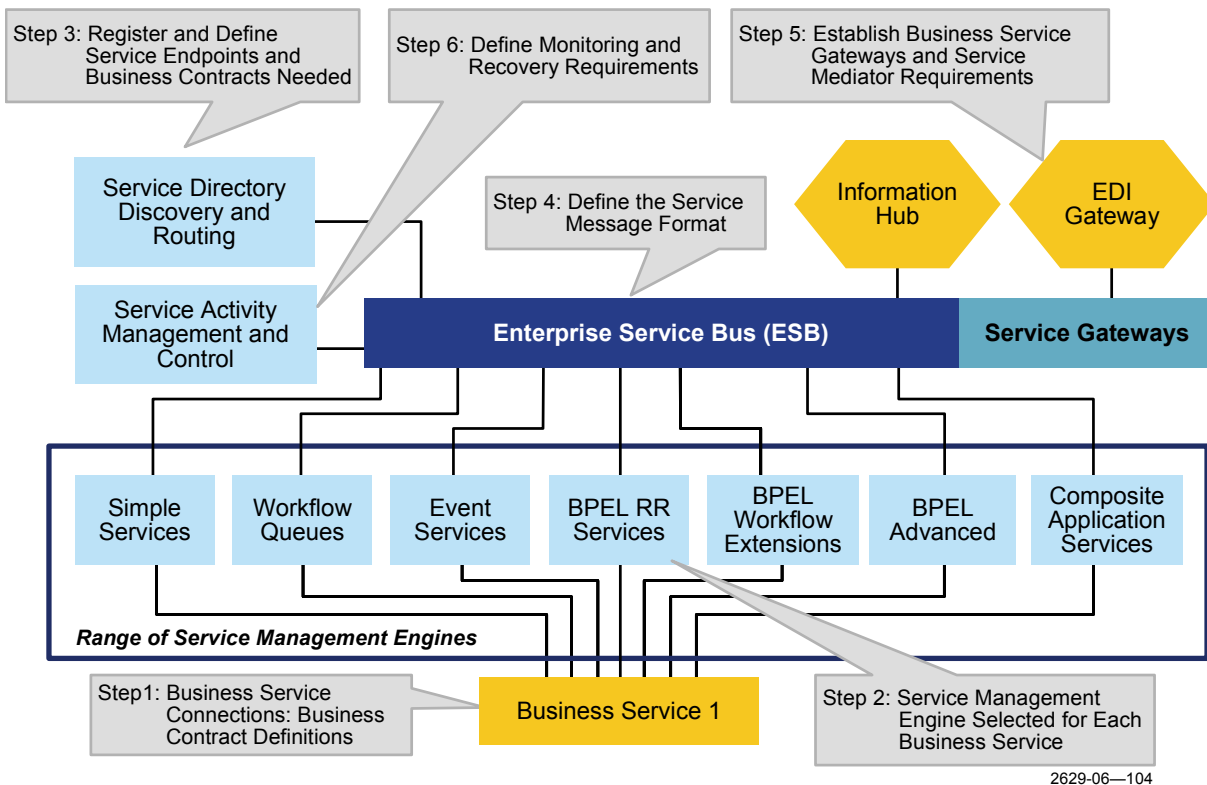 Step 3: Register and Define
Service Endpoints and
Business Contracts Needed
Step 6: Define Monitoring and
Recovery Requirements
Step 5: Establish Business Service
Gateways and Service
Mediator Requirements
Service Directory
Discovery and
Routing
Step 4: Define the Service
Message Format
Information
Hub
EDI
Gateway
Service Activity
Management and
Control
Enterprise Service Bus (ESB)
Service Gateways
Simple
Services
Workflow
Queues
Event
Services
BPEL RR
Services
BPEL
Workflow
Extensions
BPEL
Advanced
Composite
Application
Services
Range of Service Management Engines
Step1: Business Service
Connections: Business
Contract Definitions
Business Service 1
Step 2: Service Management
Engine Selected for Each
Business Service
2629-06—104